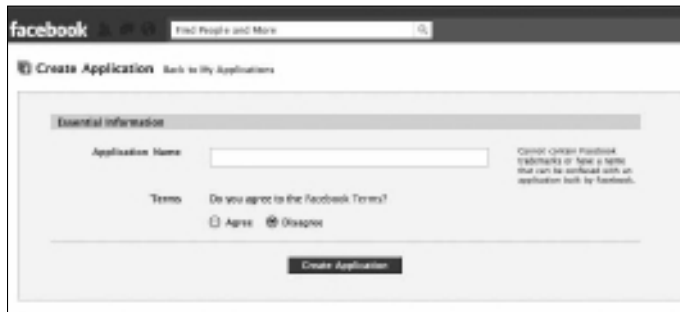 facebook
Find People and More
Create Application Back to My Applications
Essential Information
Application Name
Cannot contain Facebook
trademarks or have a name
that can be confused with an
application built by Facebook.
Terms
Do you agree to the Facebook Terms?
Agree Disagree
Create Application